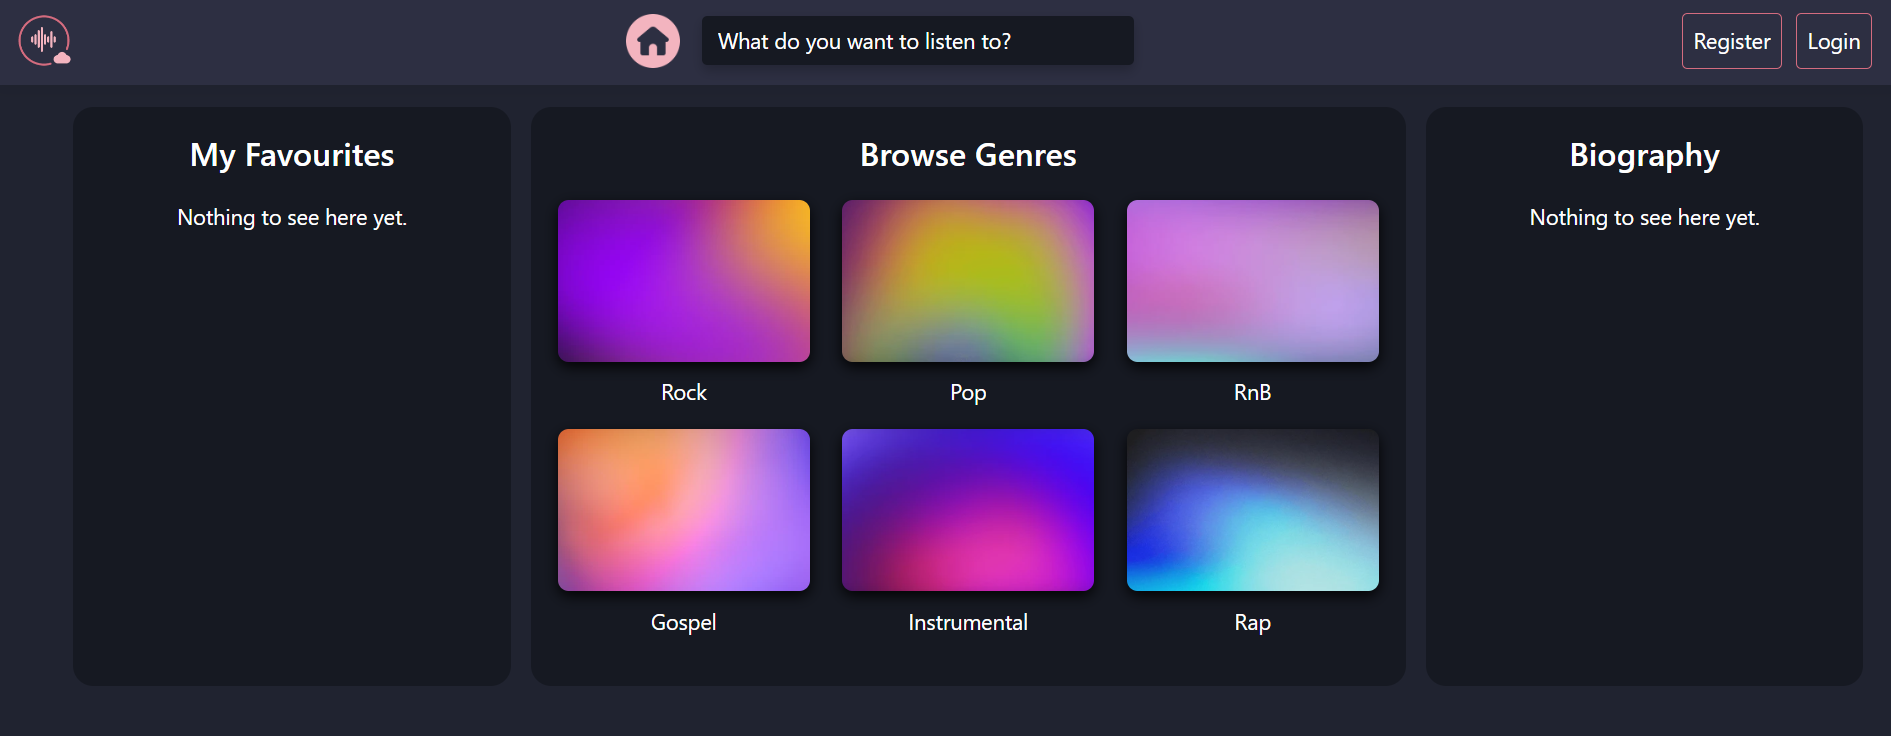 What do you want to listen to?
Register
Login
My Favourites
Nothing to see here yet.
Browse Genres
Rock
Pop
RnB
Gospel
Instrumental
Rap
Biography
Nothing to see here yet.